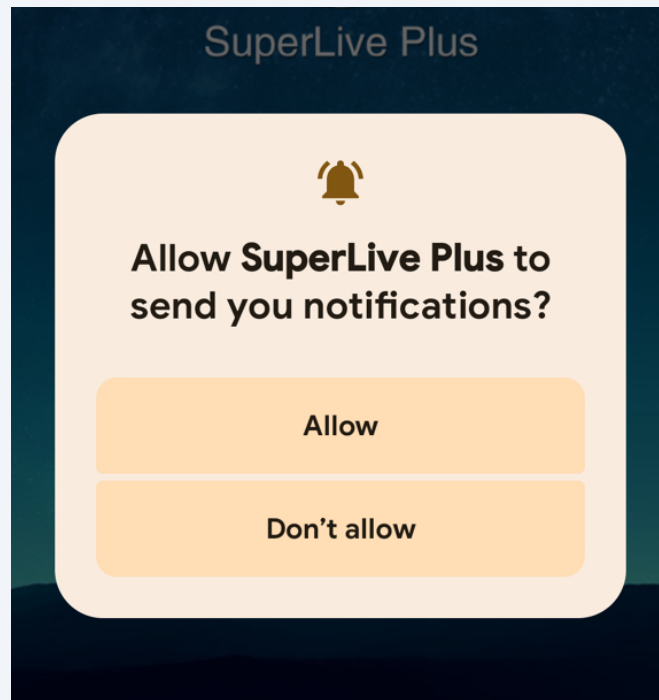 SuperLive Plus
Allow SuperLive Plus to
send you notifications?
Allow
Don’t allow